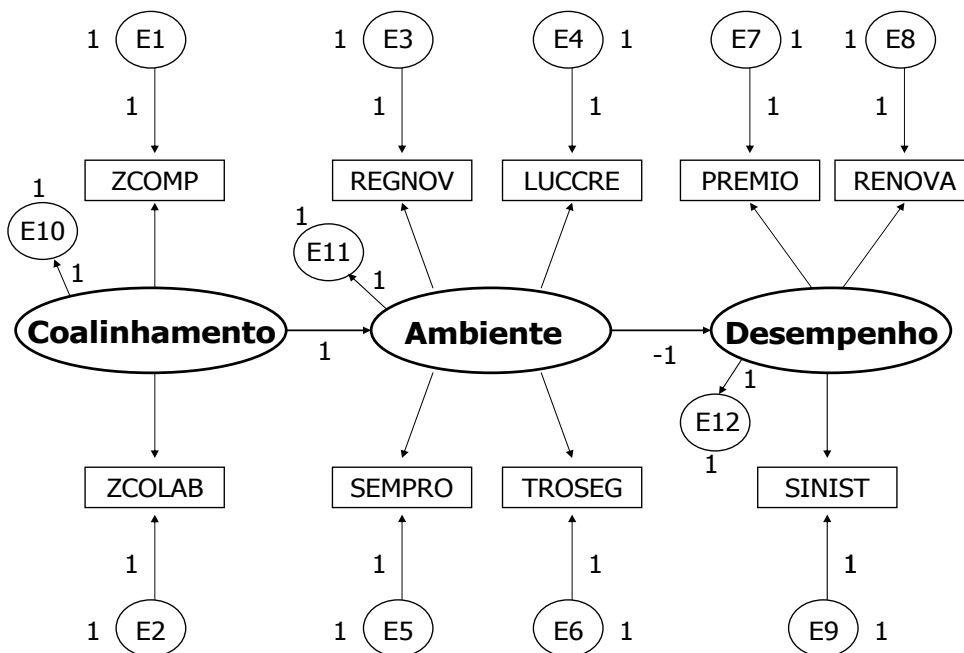 1 E1 1 E3 E4 1 E7 1 1 E8
1 1 1 1 1
ZCOMP REGNOV LUCCRE PREMIO RENOVA
1 1
E10 E11
1 1
Coalinhamento Ambiente Desempenho
1 -1
1
E12
1
ZCOLAB SEMPRO TROSEG SINIST
1 1 1 1
1 E2 1 E5 E6 1 E9 1